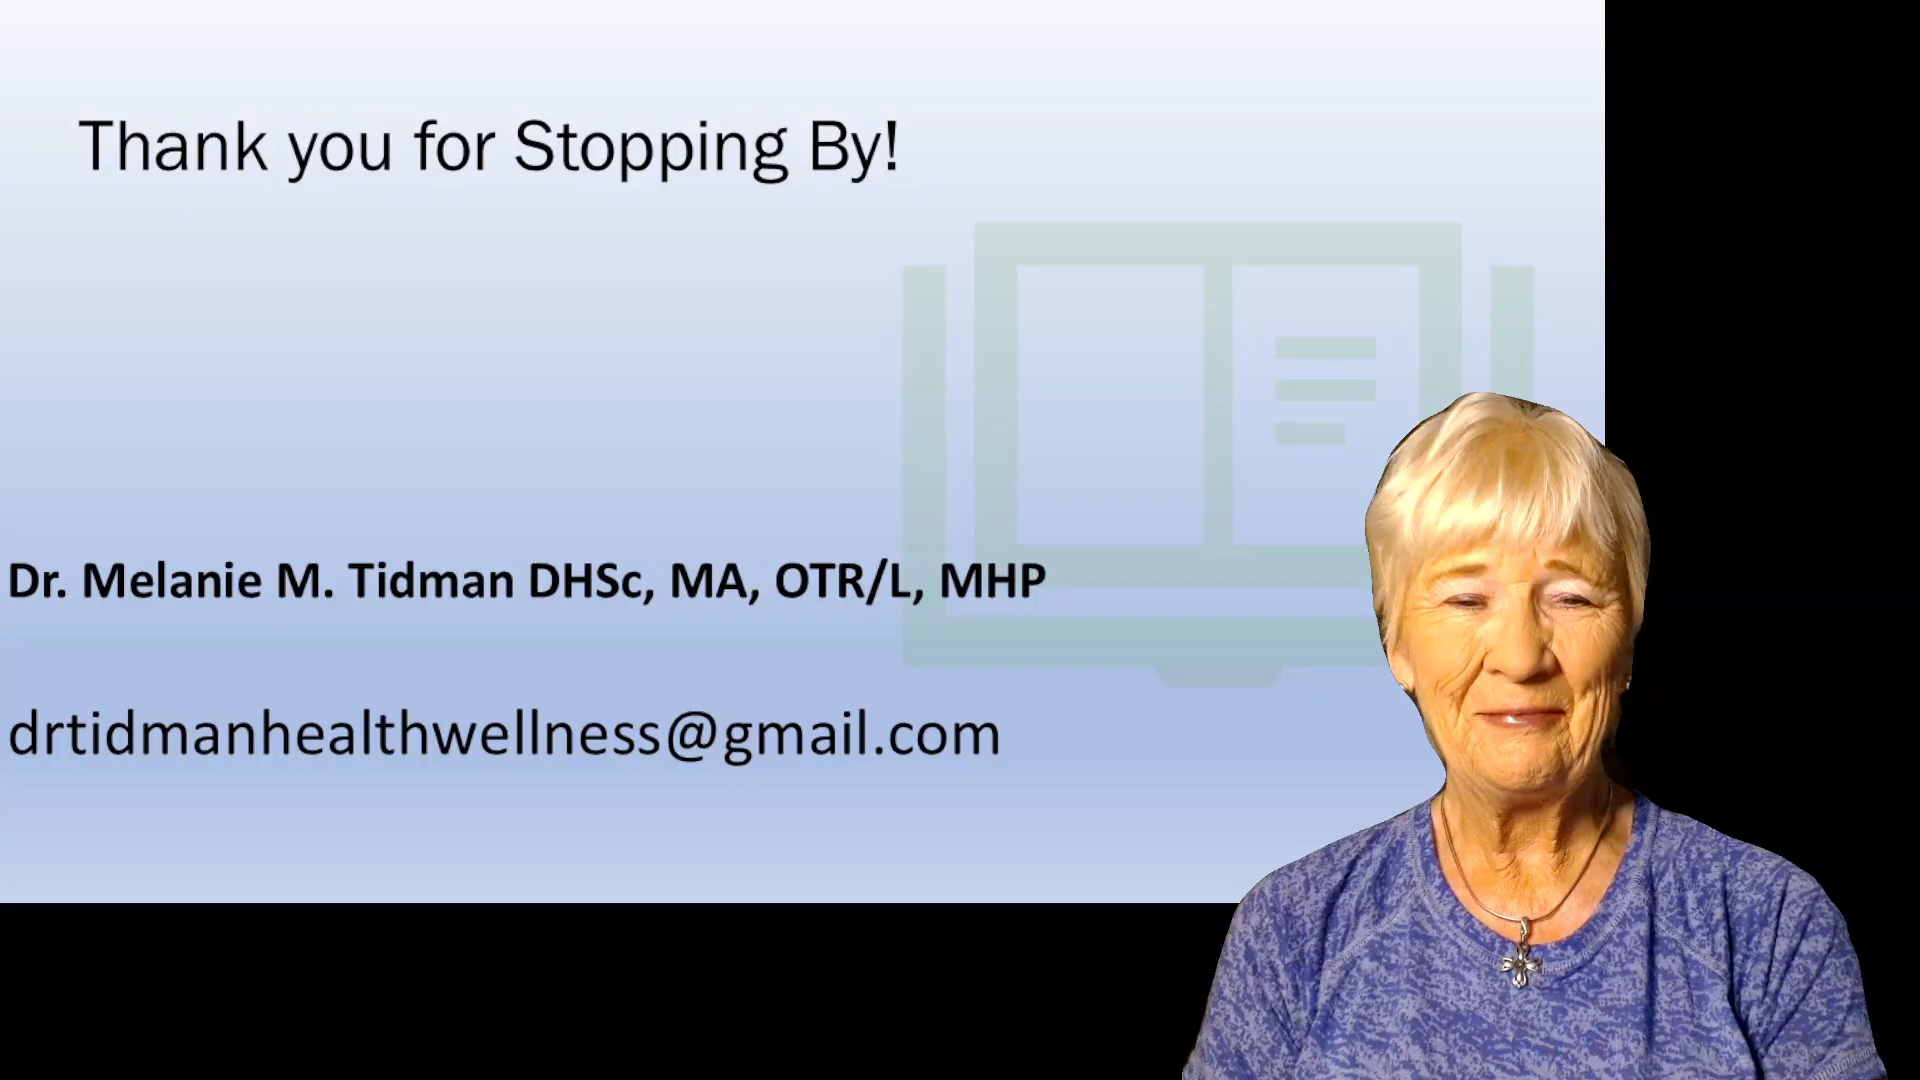 Thank you for Stopping By!
Dr. Melanie M. Tidman DHSc, MA, OTR/L, MHP
drtidmanhealthwellness@gmail.com